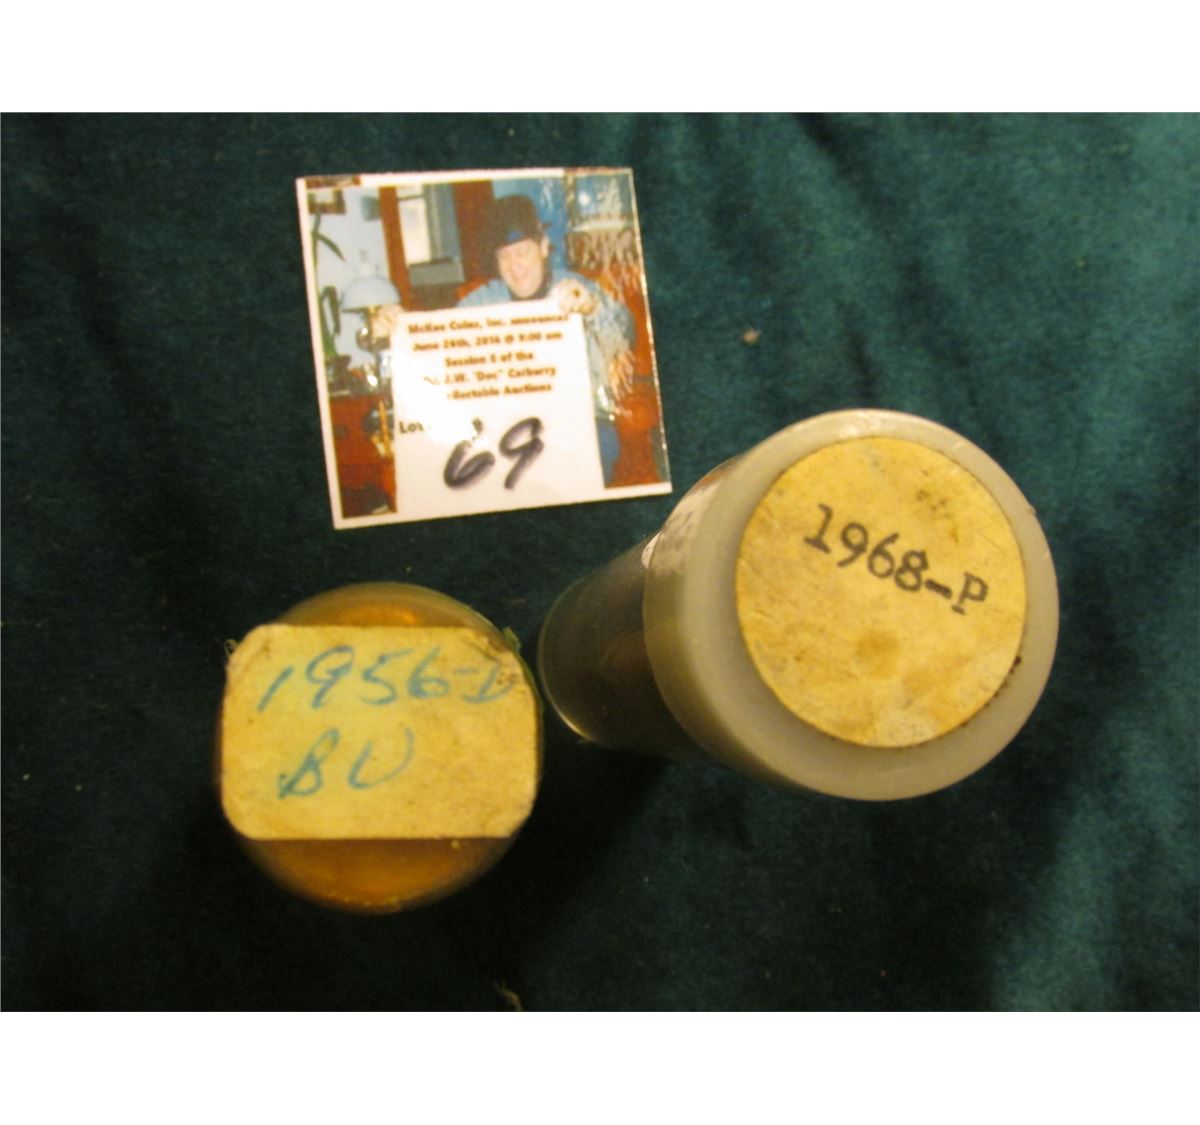 McKee Coins, Inc. announces
June 26th, 2016 @ 9:00 am
Session 8 of the
J.W. "Doc" Carberry
Auctions
69
1968-P
1956-D
BU